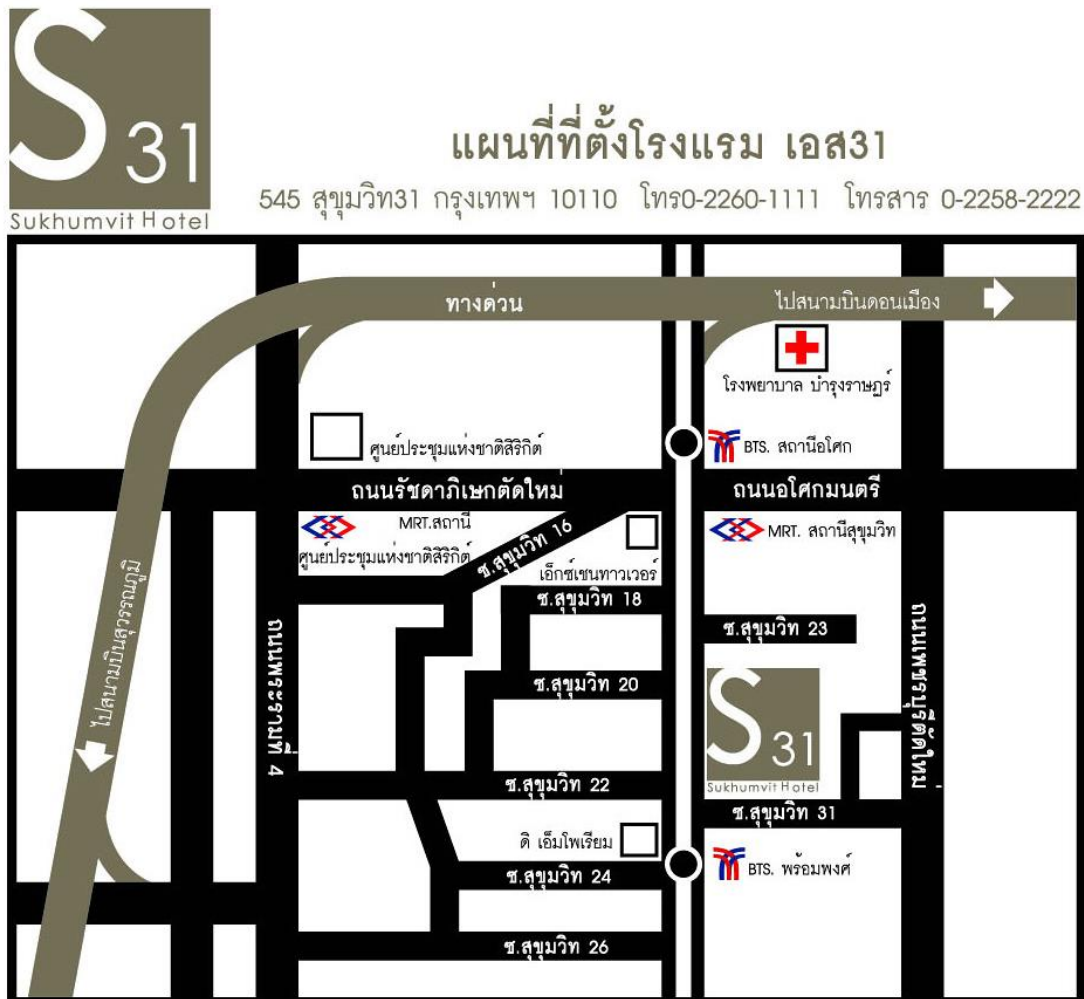 S 31
Sukhumvit Hotel
แผนที่ที่ตั้งโรงแรม เอส31
545 สุขุมวิท31 กรุงเทพฯ 10110 โทร0-2260-1111 โทรสาร 0-2258-2222
ทางด่วน
ไปสนามบินดอนเมือง
โรงพยาบาล บำรุงราษฎร์
ศูนย์ประชุมแห่งชาติสิริกิต์
BTS. สถานีอโศก
ถนนรัชดาภิเษกตัดใหม่
ถนนอโศกมนตรี
MRT.สถานี
ศูนย์ประชุมแห่งชาติสิริกิต์
ซ.สุขุมวิท 16
MRT. สถานีสุขุมวิท
เอ็กซ์เชนทาวเวอร์
ซ.สุขุมวิท 18
ซ.สุขุมวิท 23
ไปสนามบินสุวรรณภูมิ
ถนนพระรามที่ 4
ถนนเพชรบุรีตัดใหม่
ซ.สุขุมวิท 20
S 31
Sukhumvit Hotel
ซ.สุขุมวิท 22
ซ.สุขุมวิท 31
ดิ เอ็มโพเรียม
BTS. พร้อมพงศ์
ซ.สุขุมวิท 24
ซ.สุขุมวิท 26